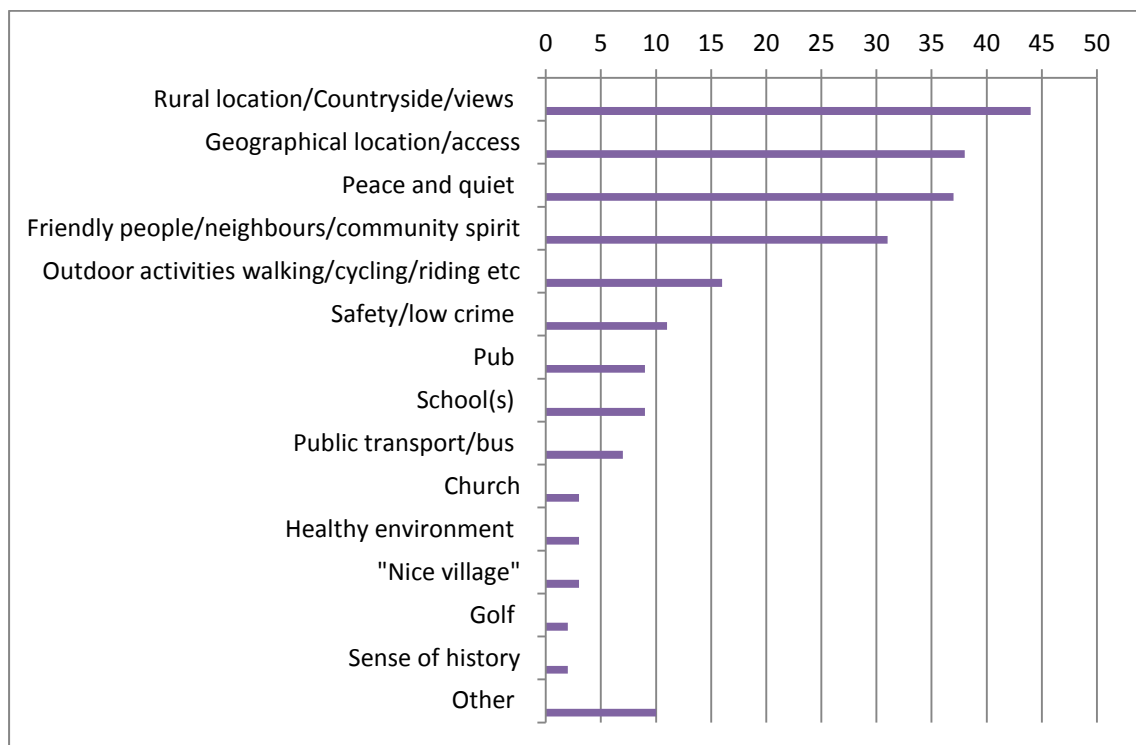 0 5 10 15 20 25 30 35 40 45 50
Rural location/Countryside/views
Geographical location/access
Peace and quiet
Friendly people/neighbours/community spirit
Outdoor activities walking/cycling/riding etc
Safety/low crime
Pub
School(s)
Public transport/bus
Church
Healthy environment
"Nice village"
Golf
Sense of history
Other